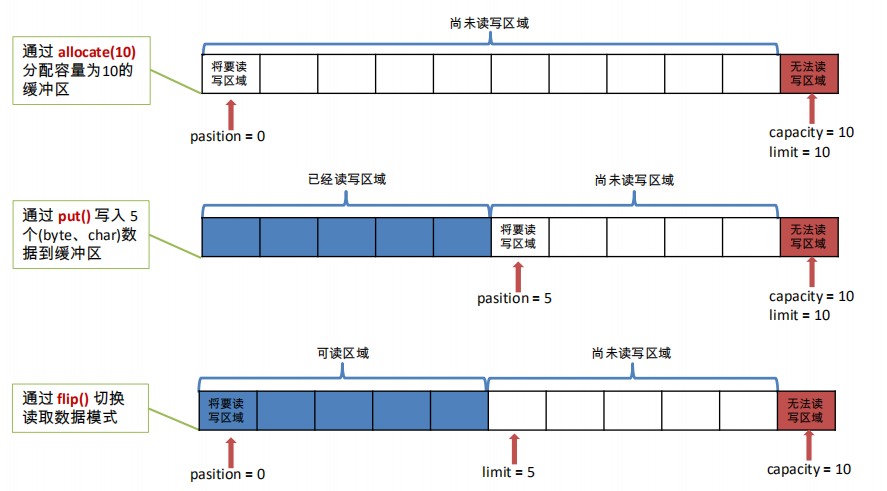 尚未读写区域
通过 allocate(10)
分配容量为10的
缓冲区
将要读
写区域
无法读
写区域
pasition = 0
capacity = 10
limit = 10
已经读写区域
尚未读写区域
通过 put() 写入 5
个(byte、char)数
据到缓冲区
将要读
写区域
无法读
写区域
pasition = 5
capacity = 10
limit = 10
可读区域
尚未读写区域
通过 flip() 切换
读取数据模式
将要读
写区域
无法读
写区域
pasition = 0
limit = 5
capacity = 10